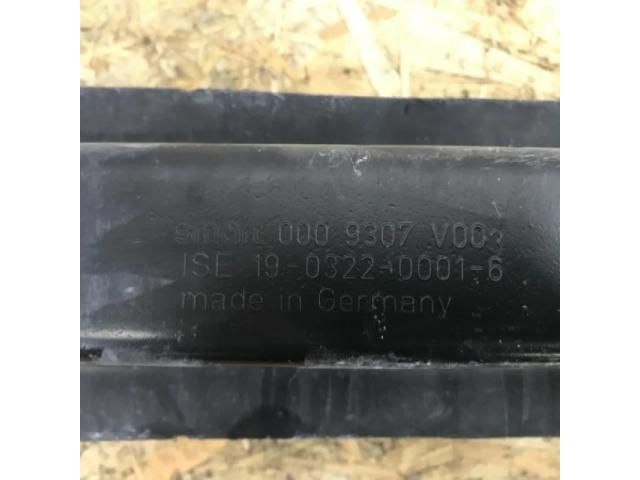 smart 000 9307 V003
ISE 19-0322-0001-6
made in Germany